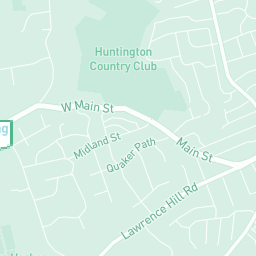 Huntington
Country Club
W Main St
Midland St
Quaker Path
Main St
Lawrence Hill Rd